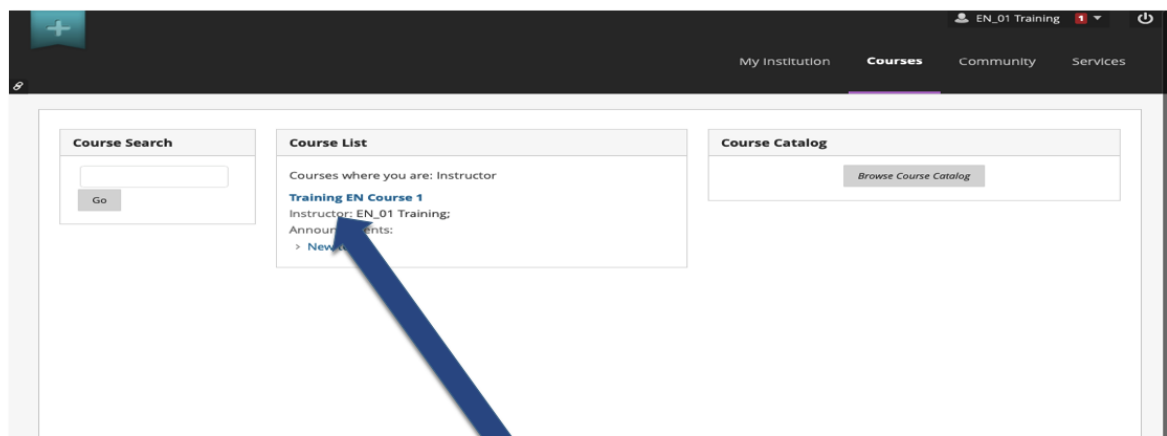 EN_01 Training 1
My Institution Courses Community Services
Course Search
Go
Course List
Courses where you are: Instructor
Training EN Course 1
Instructor: EN_01 Training;
> New
Course Catalog
Browse Course Catalog